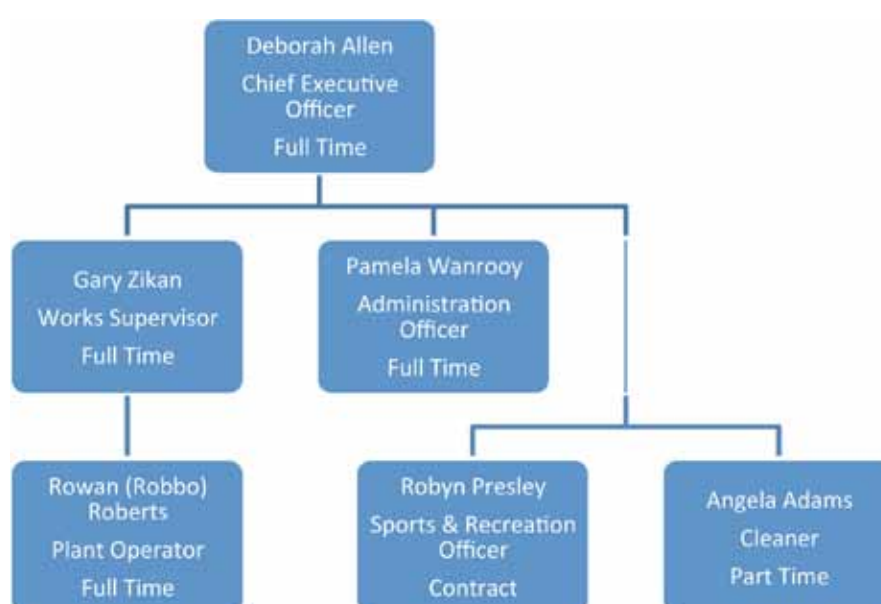 Deborah Allen
Chief Executive
Officer
Full Time
Gary Zikan
Works Supervisor
Full Time
Pamela Wanrooy
Administration
Officer
Full Time
Rowan (Robbo)
Roberts
Plant Operator
Full Time
Robyn Presley
Sports & Recreation
Officer
Contract
Angela Adams
Cleaner
Part Time